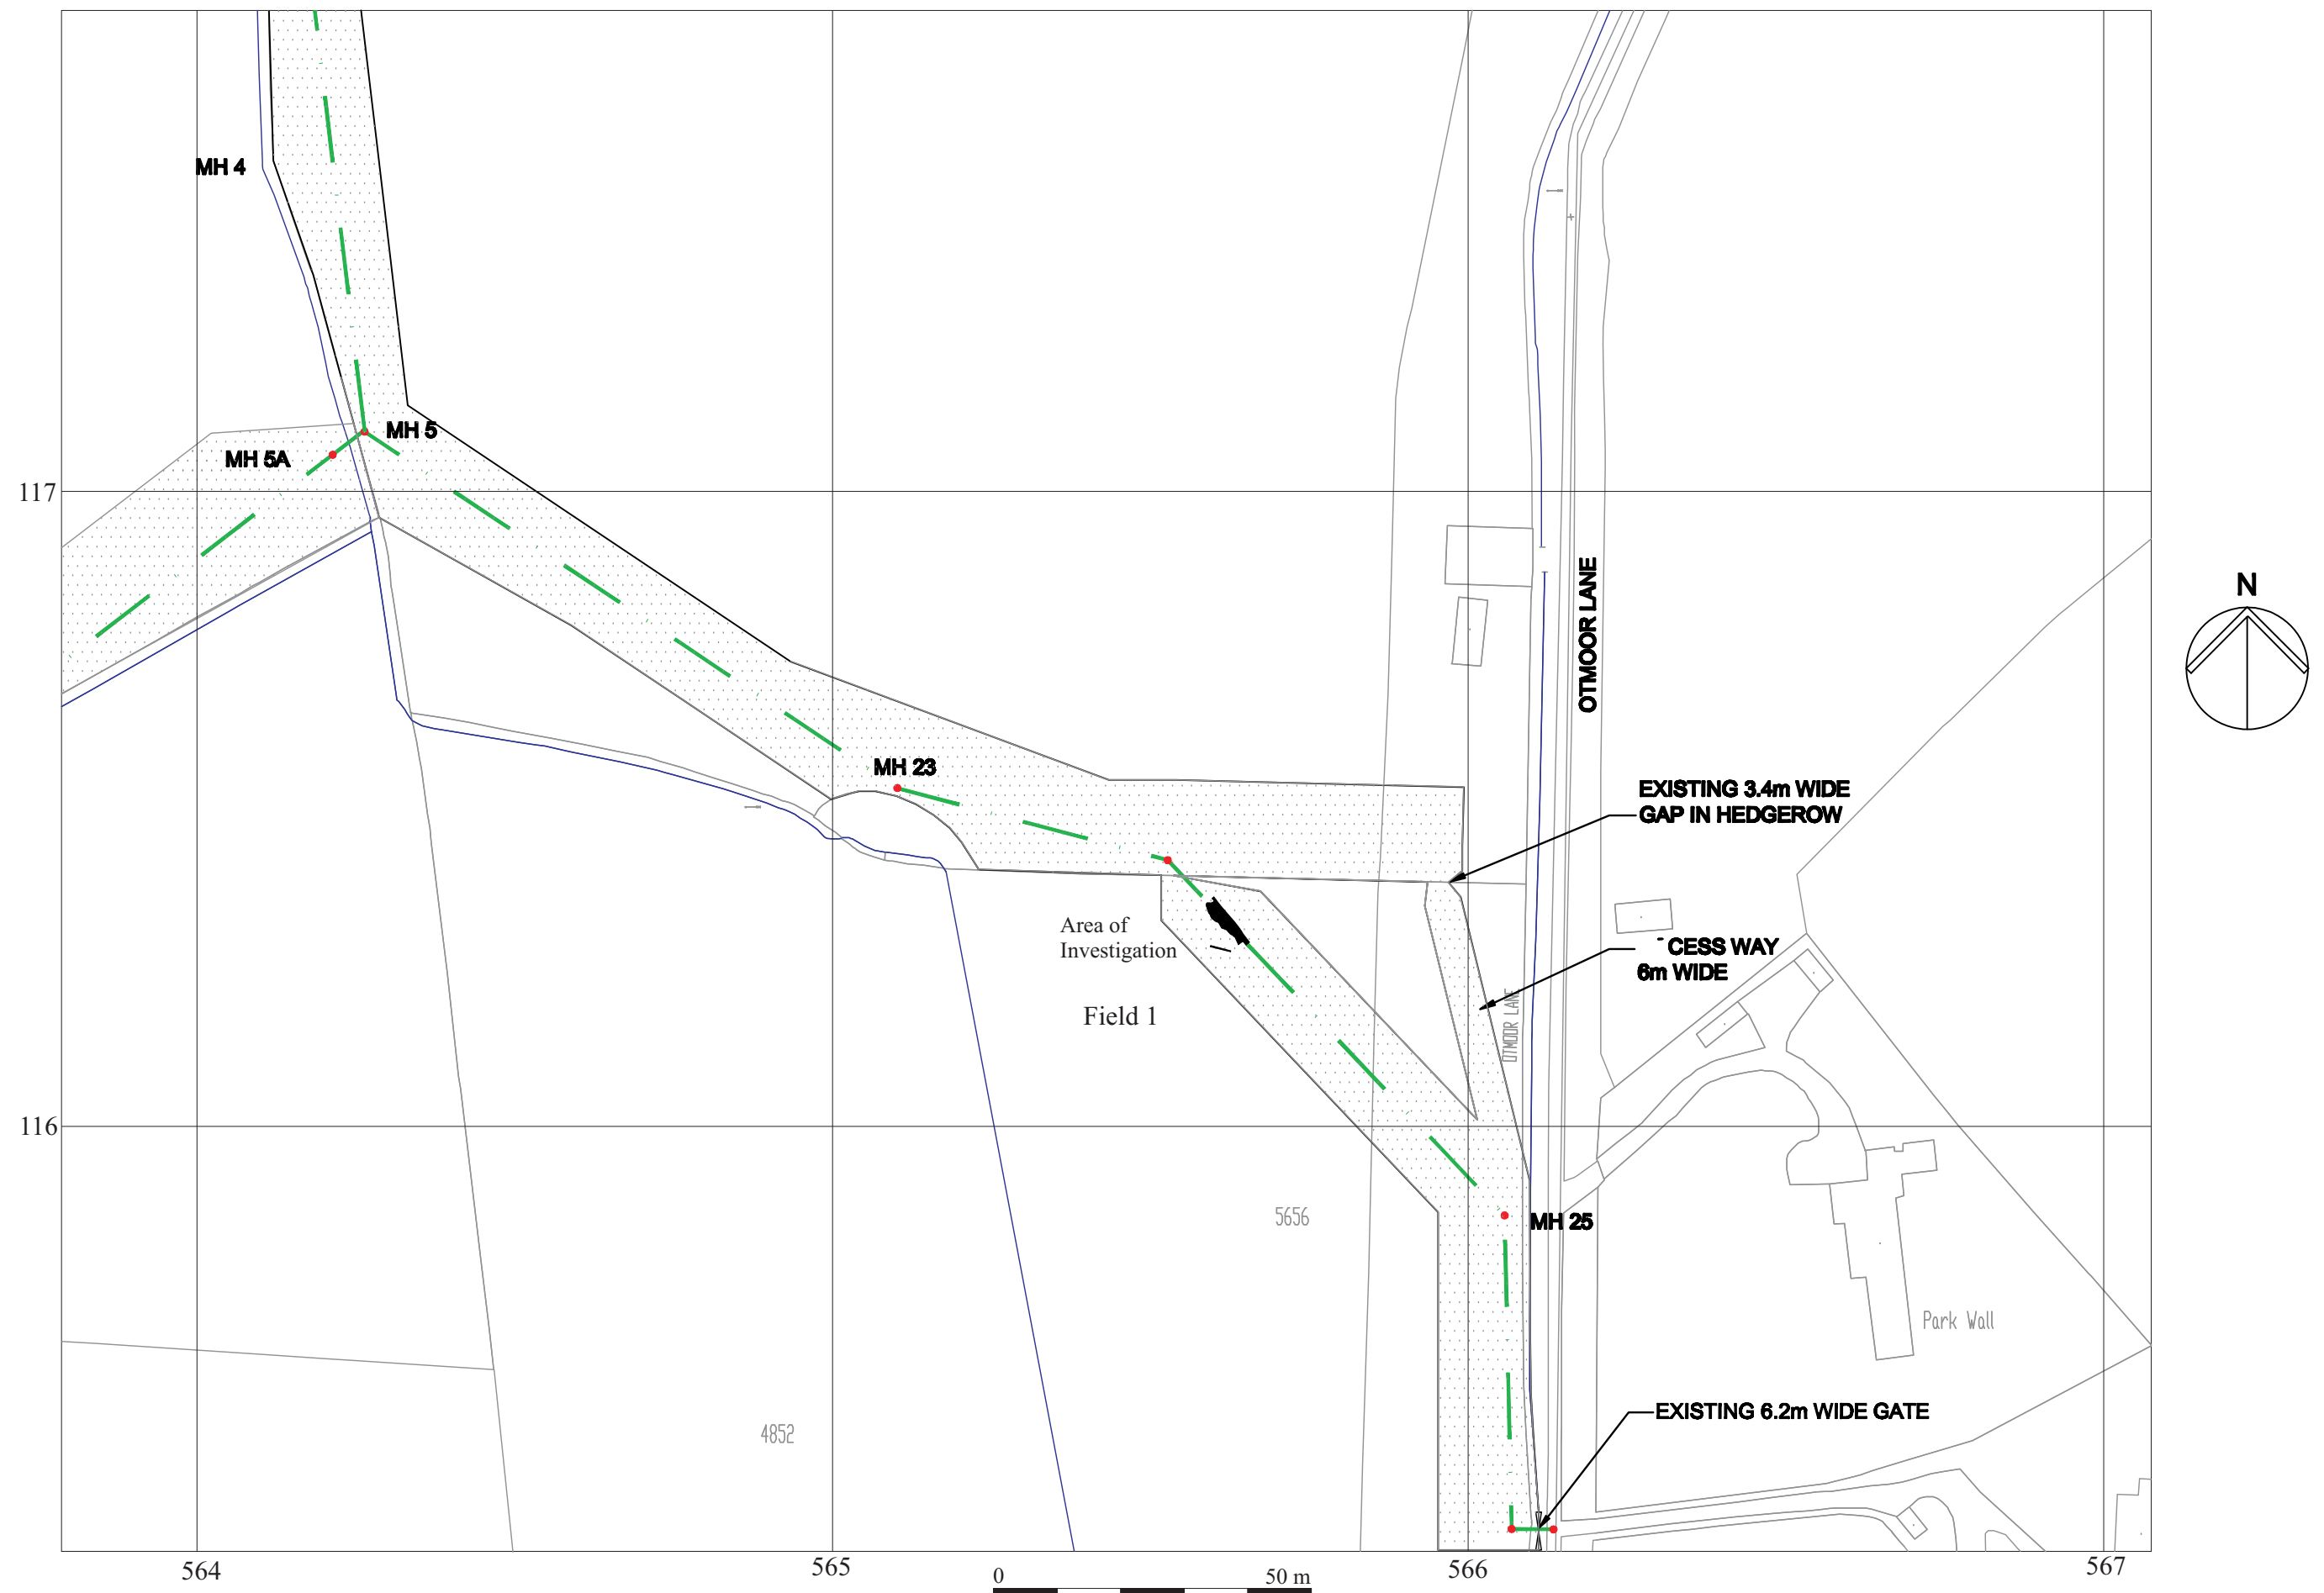 MH 4
MH 5
MH 5A
117
OTMOOR LANE
N
MH 23
EXISTING 3.4m WIDE
GAP IN HEDGEROW
Area of
Investigation
CESS WAY
6m WIDE
Field 1
OTMOOR LANE
116
5656
MH 25
Park Wall
EXISTING 6.2m WIDE GATE
4852
564
565
566
567
0
50 m